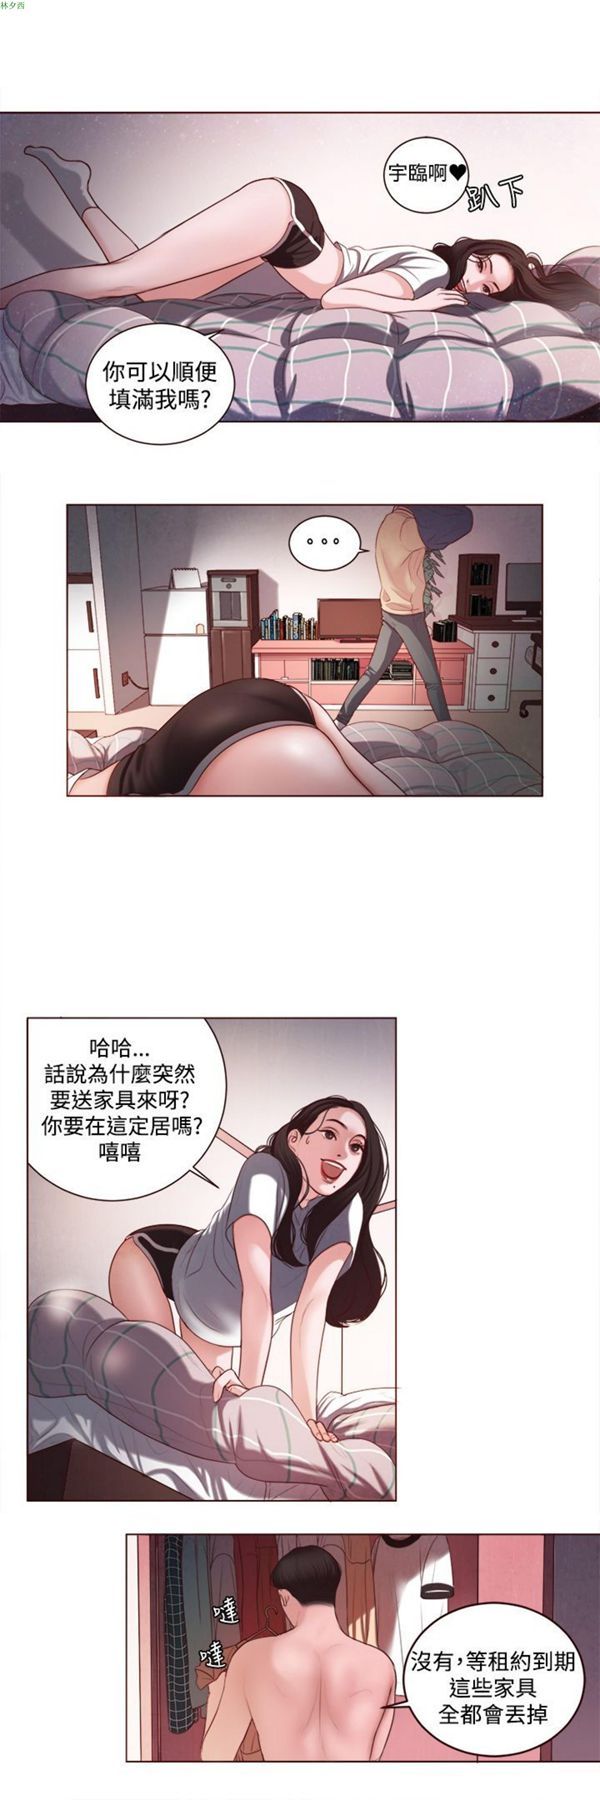 林夕西
宇臨啊♥
趴下
你可以順便
填滿我嗎?
。。。
哈哈...
話說為什麼突然
要送家具來呀?
你要在這定居嗎?
嘻嘻
噠
噠
沒有，等租約到期
這些家具
全都會丟掉